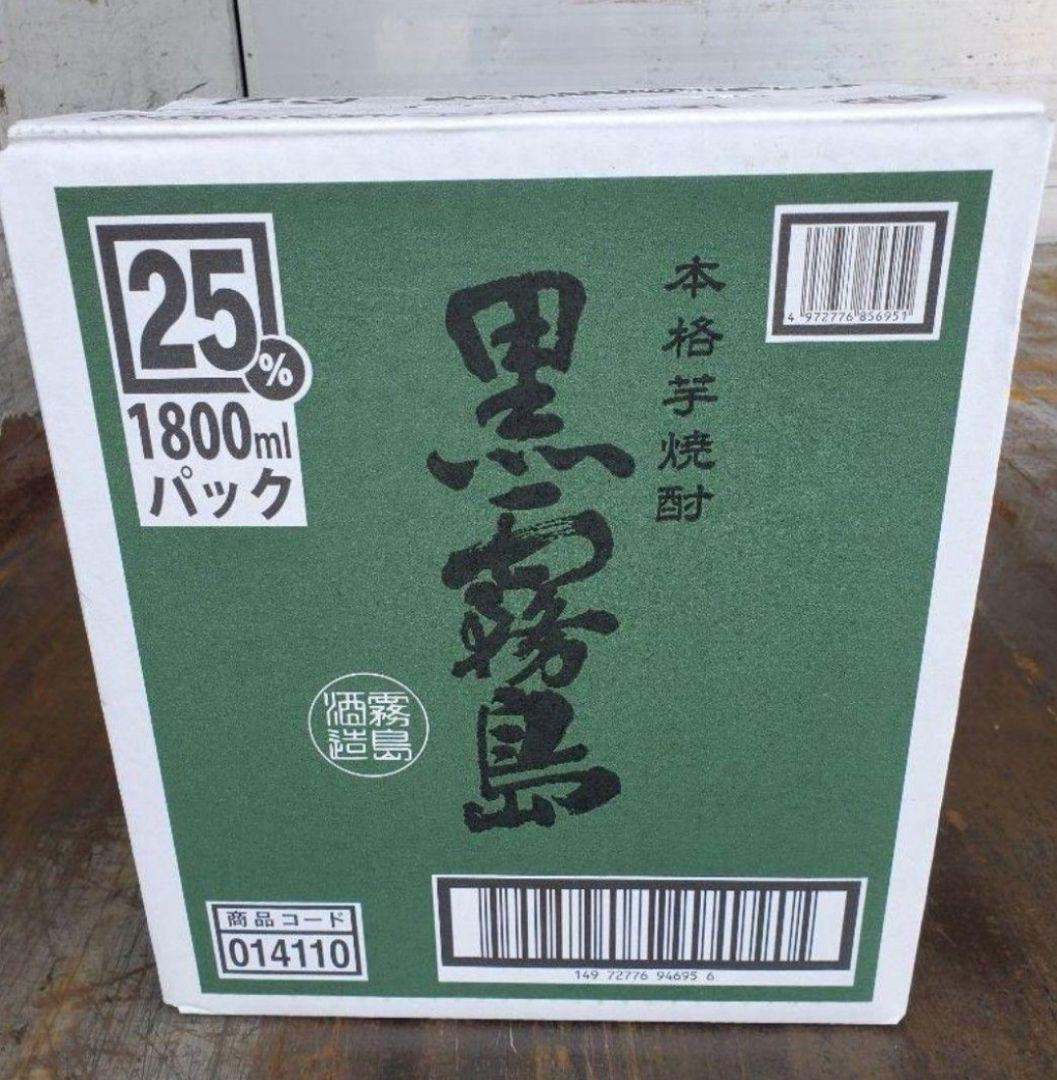 25%
1800ml
パック
本格芋焼酎
黒霧島
霧島
酒造
4 972776 856951
商品コード
014110
149 72776 94695 6